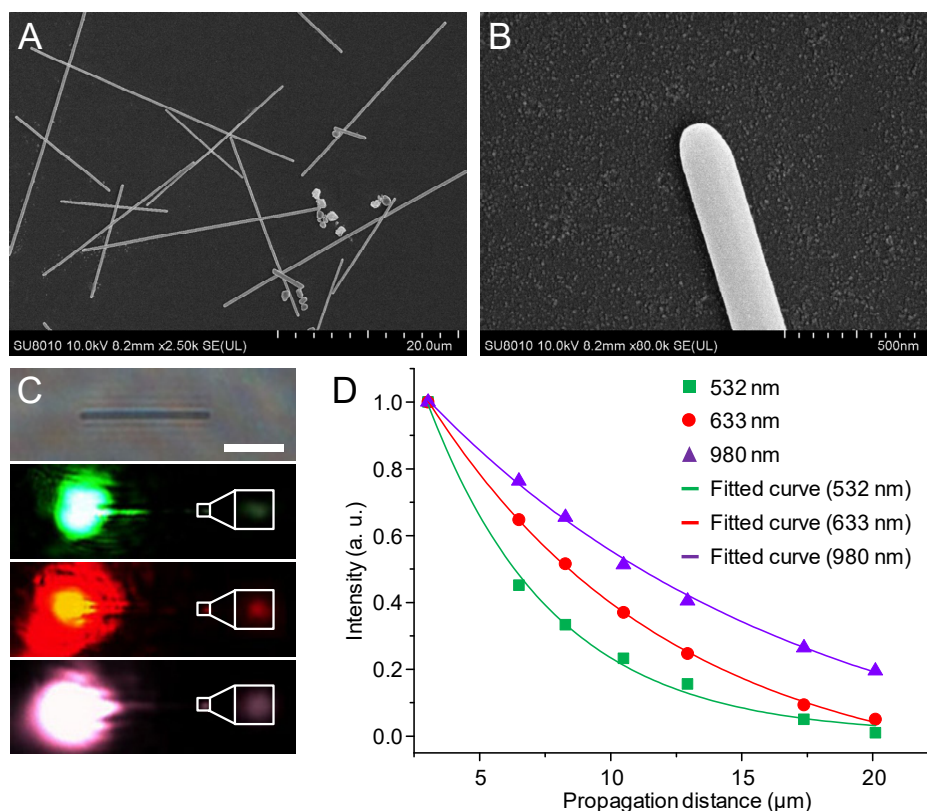 A
SU8010 10.0kV 8.2mm x2.50k SE(UL)
20.0um
B
SU8010 10.0kV 8.2mm x80.0k SE(UL)
500nm
C
D
532 nm
633 nm
980 nm
Fitted curve (532 nm)
Fitted curve (633 nm)
Fitted curve (980 nm)
Intensity (a. u.)
1.0
0.8
0.6
0.4
0.2
0.0
5
10
15
20
Propagation distance (μm)